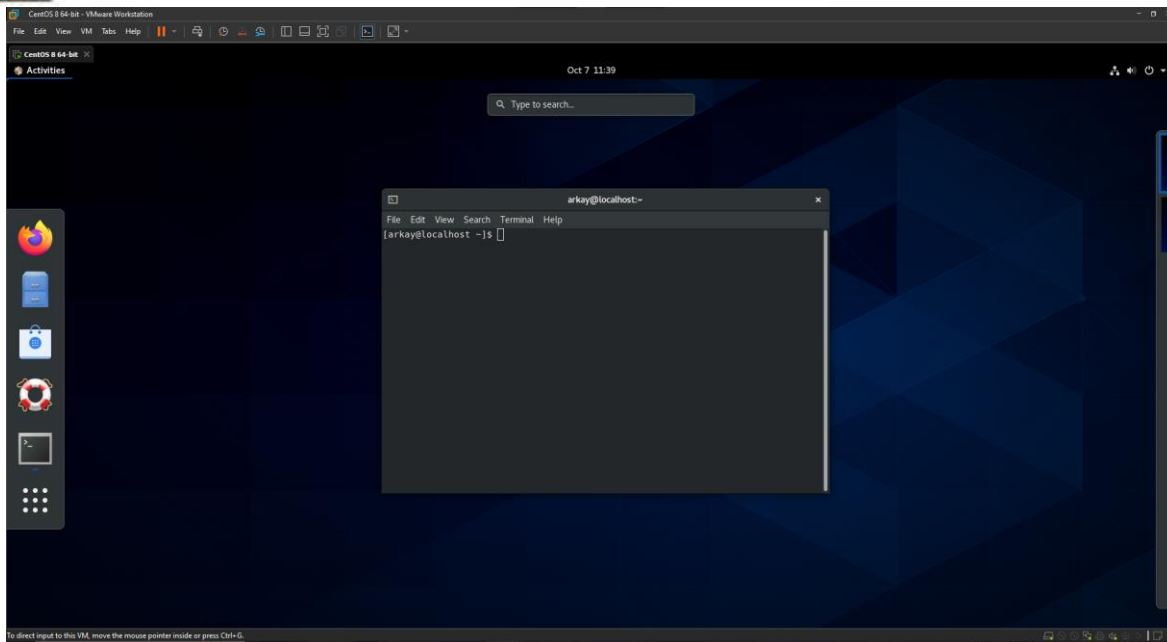 CentOS 8 64-bit - VMware Workstation
File Edit View VM Tabs Help
CentOS 8 64-bit
Activities
Oct 7 11:39
Type to search...
arkay@localhost:~
File Edit View Search Terminal Help
[arkay@localhost ~]$
To direct input to this VM, move the mouse pointer inside or press Ctrl+G.